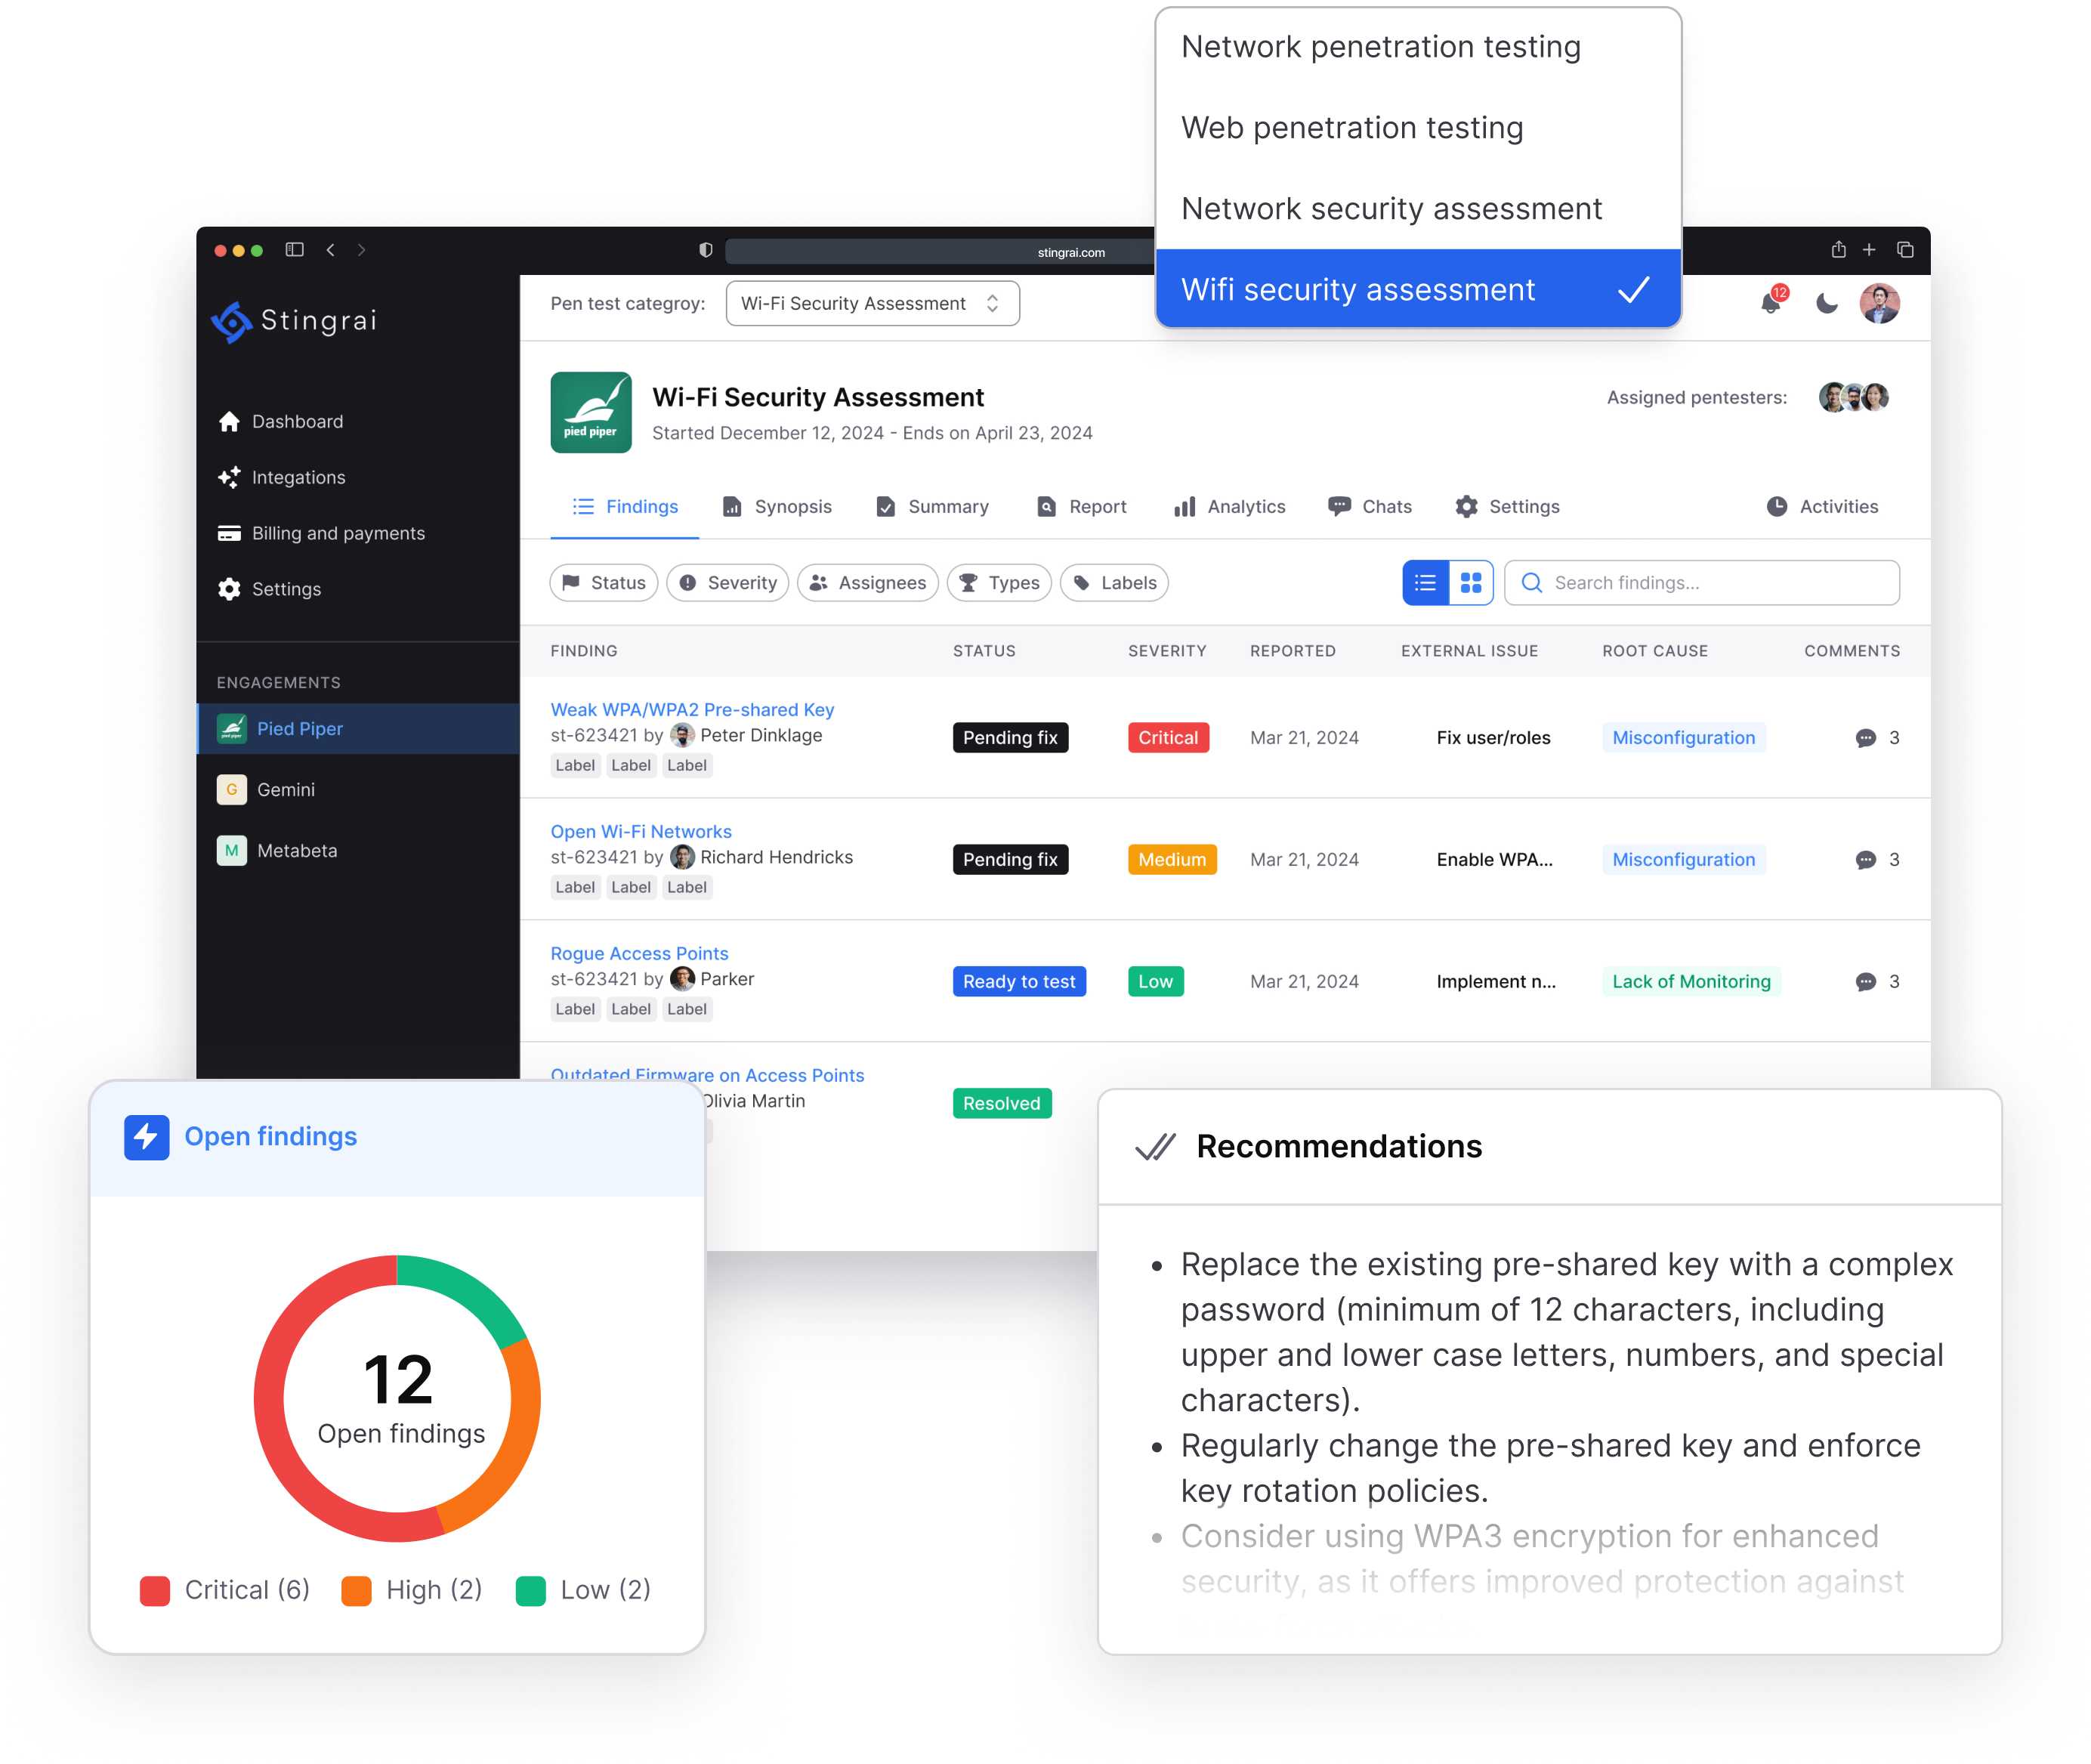 Network penetration testing
Web penetration testing
Network security assessment
Wifi security assessment
stingrai.com
Stingrai
Pen test categroy:
Wi-Fi Security Assessment
12
Dashboard
Integations
Billing and payments
Settings
ENGAGEMENTS
Pied Piper
G Gemini
M Metabeta
pied piper
Wi-Fi Security Assessment
Started December 12, 2024 - Ends on April 23, 2024
Assigned pentesters:
Findings Synopsis Summary Report Analytics Chats Settings Activities
Status Severity Assignees Types Labels
Search findings...
FINDING STATUS SEVERITY REPORTED EXTERNAL ISSUE ROOT CAUSE COMMENTS
Weak WPA/WPA2 Pre-shared Key
st-623421 by Peter Dinklage
Label Label Label
Pending fix Critical Mar 21, 2024 Fix user/roles Misconfiguration 3
Open Wi-Fi Networks
st-623421 by Richard Hendricks
Label Label Label
Pending fix Medium Mar 21, 2024 Enable WPA... Misconfiguration 3
Rogue Access Points
st-623421 by Parker
Label Label Label
Ready to test Low Mar 21, 2024 Implement n... Lack of Monitoring 3
Outdated Firmware on Access Points
Olivia Martin
Resolved
Open findings
12
Open findings
Critical (6) High (2) Low (2)
Recommendations
• Replace the existing pre-shared key with a complex
password (minimum of 12 characters, including
upper and lower case letters, numbers, and special
characters).
• Regularly change the pre-shared key and enforce
key rotation policies.
• Consider using WPA3 encryption for enhanced
security, as it offers improved protection against